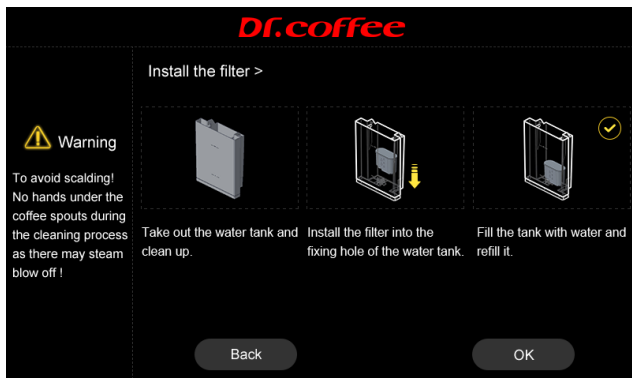 Dr.coffee
Install the filter >
Warning
To avoid scalding!
No hands under the
coffee spouts during
the cleaning process
as there may steam
blow off !
Take out the water tank and
clean up.
Install the filter into the
fixing hole of the water tank.
Fill the tank with water and
refill it.
Back
OK